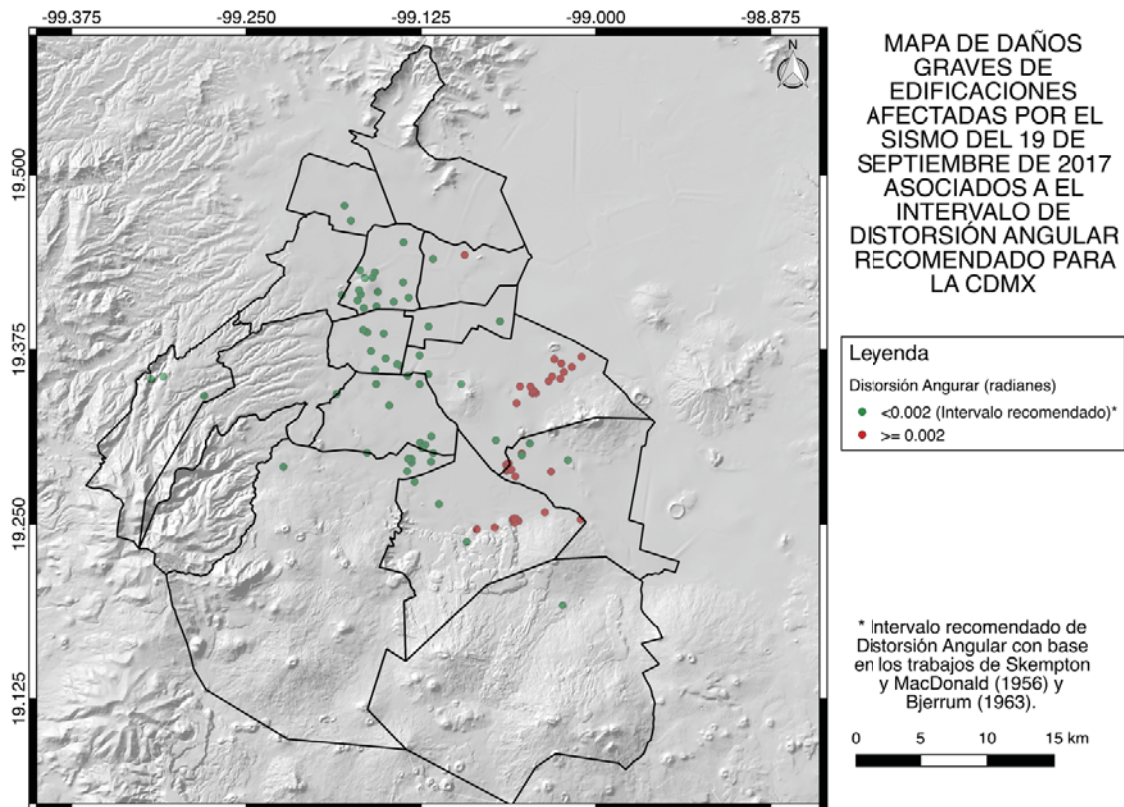 -99.375 -99.250 -99.125 -99.000 -98.875
N
19.500
19.375
19.250
19.125
MAPA DE DAÑOS
GRAVES DE
EDIFICACIONES
AFECTADAS POR EL
SISMO DEL 19 DE
SEPTIEMBRE DE 2017
ASOCIADOS A EL
INTERVALO DE
DISTORSIÓN ANGULAR
RECOMENDADO PARA
LA CDMX
Leyenda
Distorsión Angurar (radianes)
<0.002 (Intervalo recomendado)*
>= 0.002
* Intervalo recomendado de
Distorsión Angular con base
en los trabajos de Skempton
y MacDonald (1956) y
Bjerrum (1963).
0 5 10 15 km